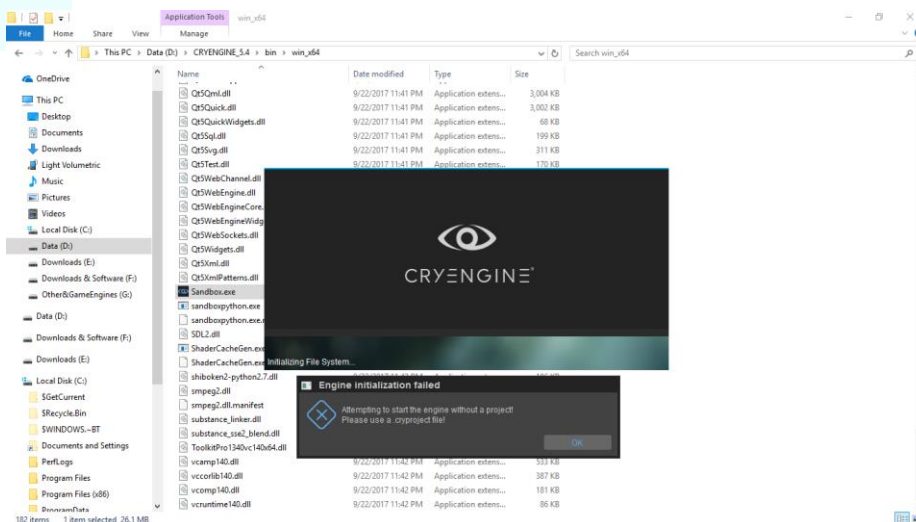 Application Tools win_x64
File Home Share View Manage
This PC > Data (D:) > CRYENGINE_5.4 > bin > win_x64 Search win_x64
Name Date modified Type Size
Qt5Qml.dll 9/22/2017 11:41 PM Application extens... 3,004 KB
Qt5Quick.dll 9/22/2017 11:41 PM Application extens... 3,002 KB
Qt5QuickWidgets.dll 9/22/2017 11:41 PM Application extens... 68 KB
Qt5Sql.dll 9/22/2017 11:41 PM Application extens... 199 KB
Qt5Svg.dll 9/22/2017 11:41 PM Application extens... 311 KB
Qt5Test.dll 9/22/2017 11:41 PM Application extens... 170 KB
Qt5WebChannel.dll
Qt5WebEngine.dll
Qt5WebEngineCore.
Qt5WebEngineWidg
Qt5WebSockets.dll
Qt5Widgets.dll
Qt5Xml.dll
Qt5XmlPatterns.dll
Sandbox.exe
sandboxpython.exe
sandboxpython.exe.
SDL2.dll
ShaderCacheGen.exe
ShaderCacheGen.exe
shiboken2-python2.7.dll
smpeg2.dll
smpeg2.dll.manifest
substance_linker.dll
substance_sse2_blend.dll
ToolkitPro1340vc140x64.dll
vcamp140.dll 9/22/2017 11:42 PM Application extens... 533 KB
vccorlib140.dll 9/22/2017 11:42 PM Application extens... 387 KB
vcomp140.dll 9/22/2017 11:42 PM Application extens... 181 KB
vcruntime140.dll 9/22/2017 11:42 PM Application extens... 86 KB
OneDrive
This PC
Desktop
Documents
Downloads
Light Volumetric
Music
Pictures
Videos
Local Disk (C:)
Data (D:)
Downloads (E:)
Downloads & Software (F:)
Other&GameEngines (G:)
Data (D:)
Downloads & Software (F:)
Downloads (E:)
Local Disk (C:)
$GetCurrent
$Recycle.Bin
$WINDOWS.~BT
Documents and Settings
PerfLogs
Program Files
Program Files (x86)
ProgramData
CRYENGINE
Initializing File System...
Engine initialization failed
Attempting to start the engine without a project!
Please use a .cryproject file!
OK
182 items 1 item selected 26.1 MB